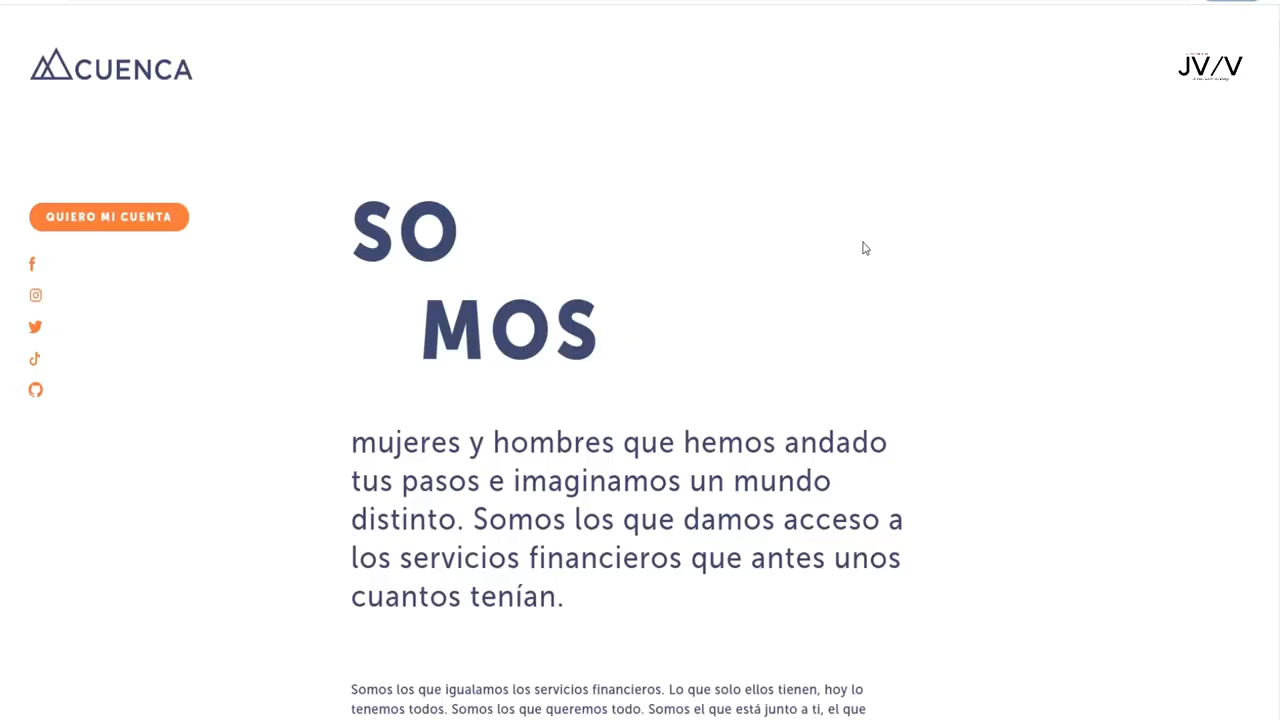 CUENCA
JV/V
QUIERO MI CUENTA
SO
MOS
mujeres y hombres que hemos andado
tus pasos e imaginamos un mundo
distinto. Somos los que damos acceso a
los servicios financieros que antes unos
cuantos tenían.
Somos los que igualamos los servicios financieros. Lo que solo ellos tienen, hoy lo
tenemos todos. Somos los que queremos todo. Somos el que está junto a ti, el que